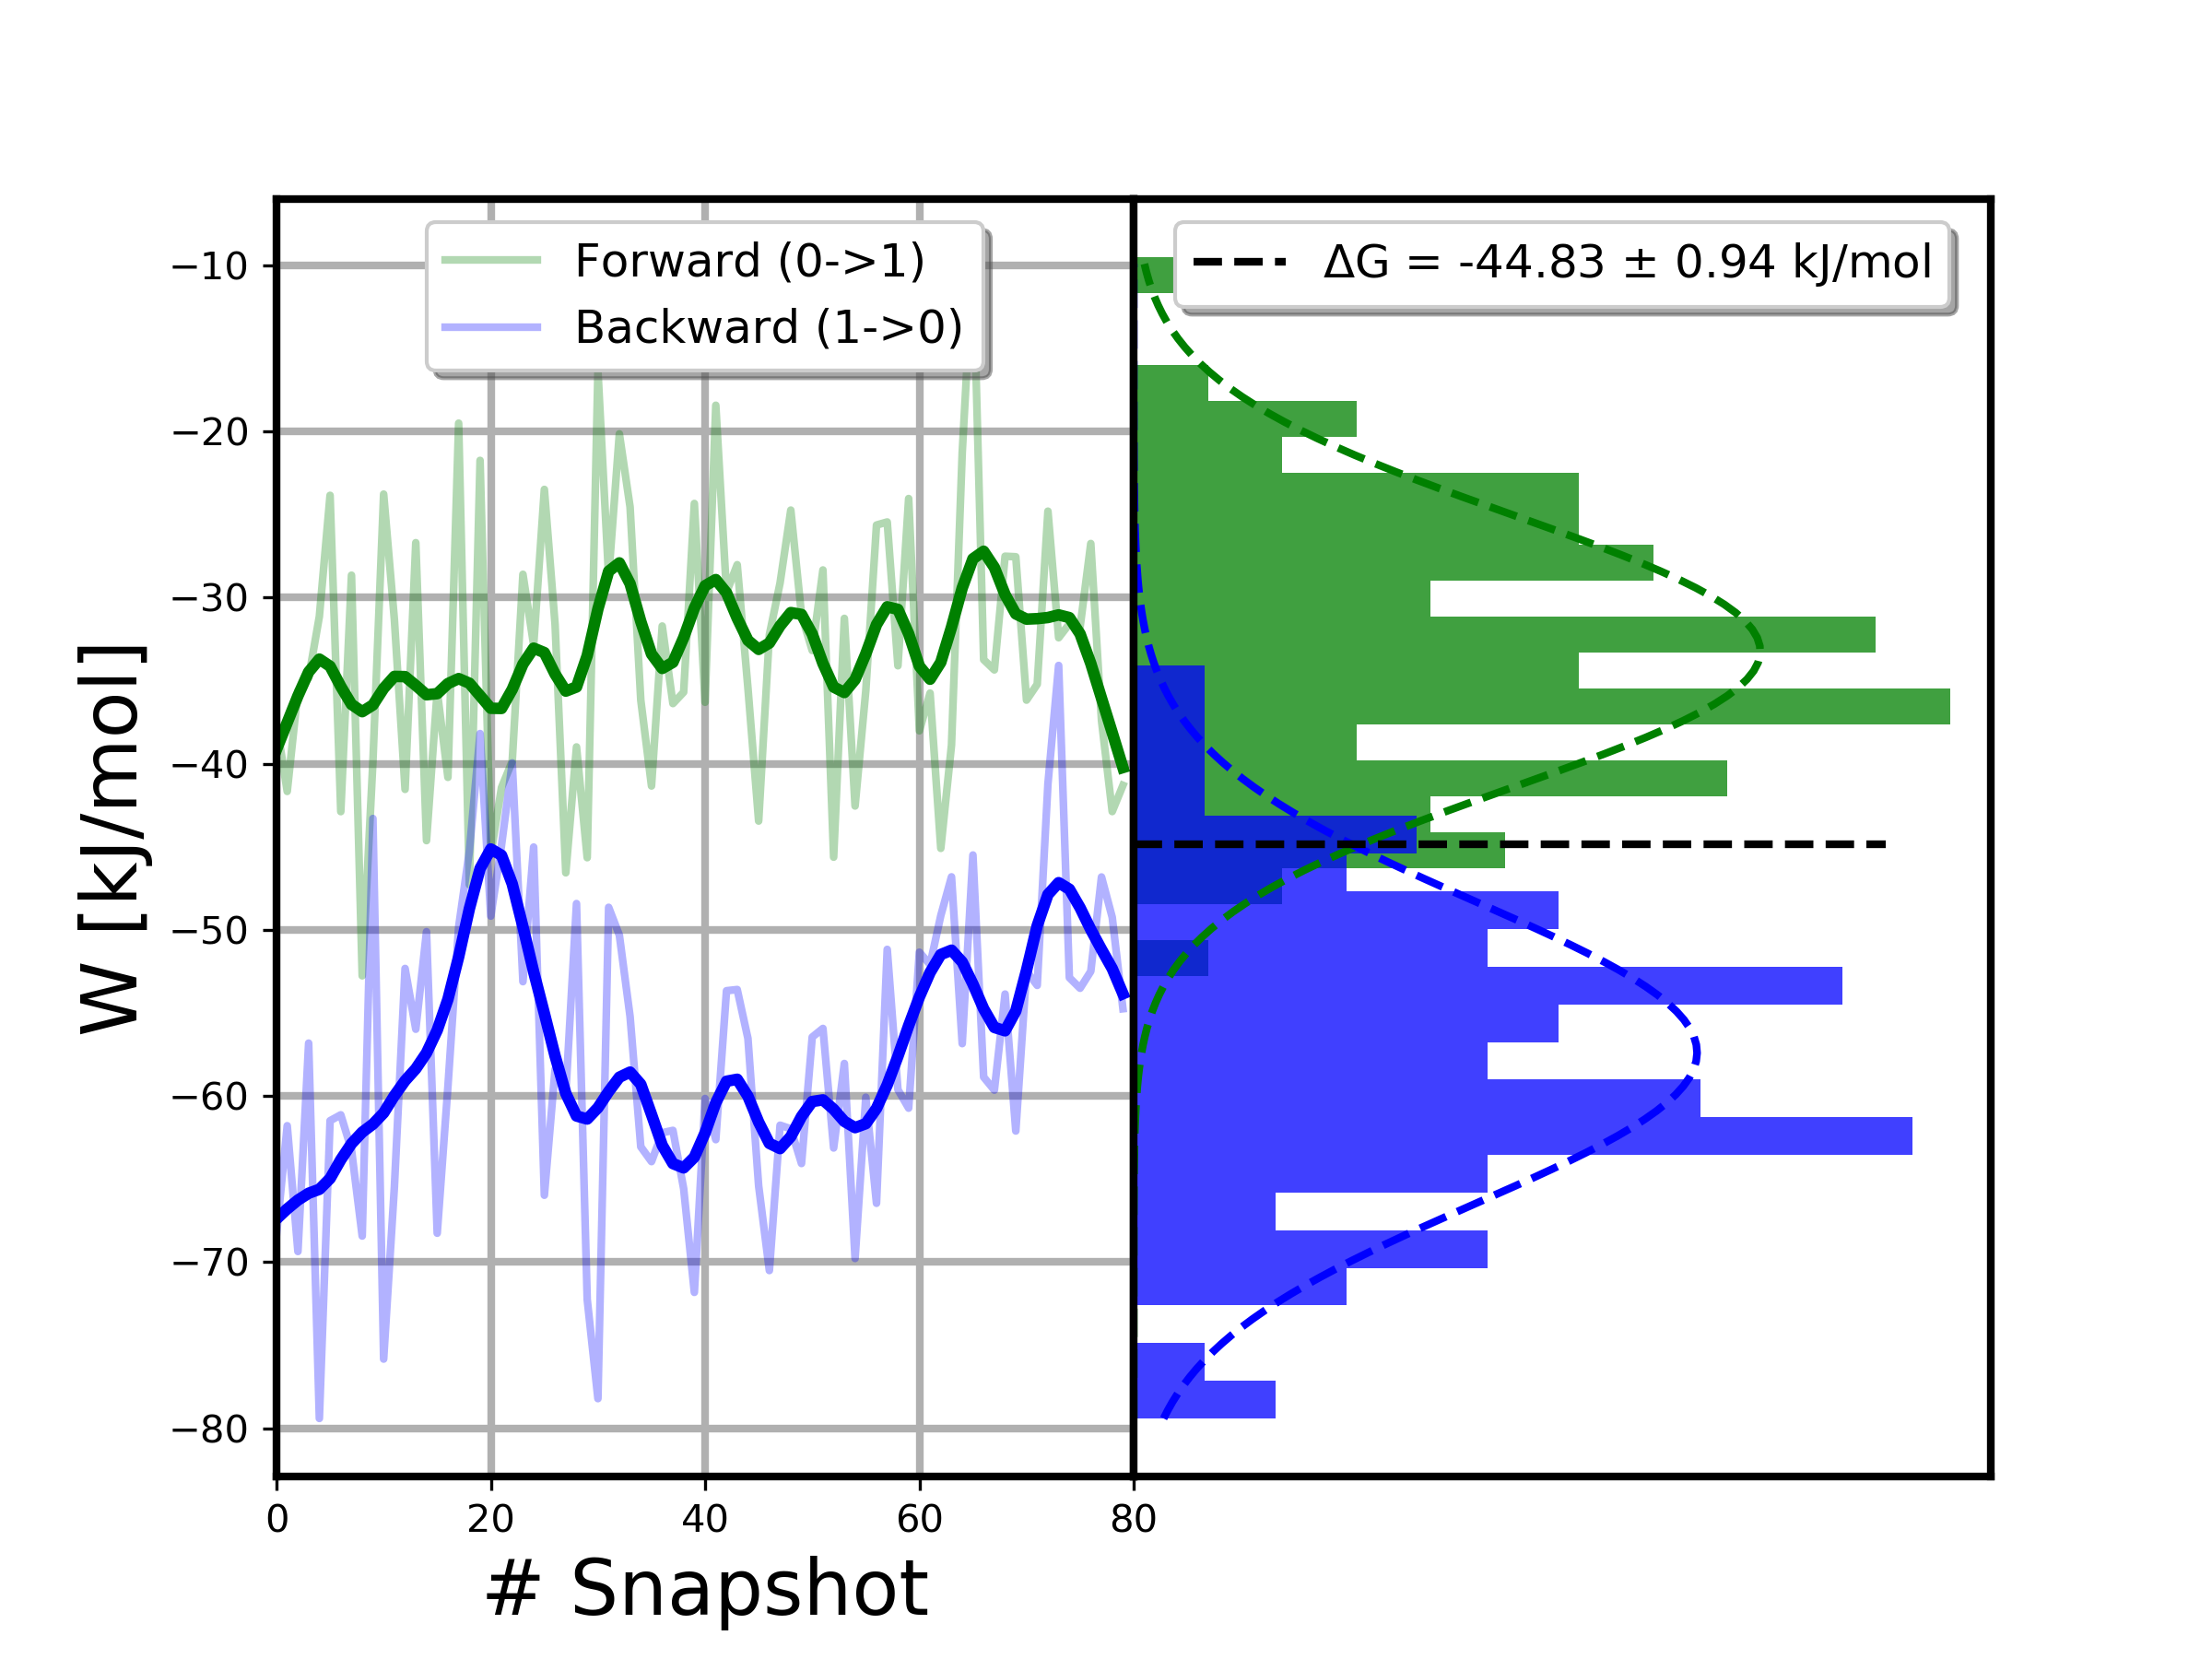 Forward (0->1)
Backward (1->0)
ΔG = -44.83 ± 0.94 kJ/mol
W [kJ/mol]
−10
−20
−30
−40
−50
−60
−70
−80
0 20 40 60 80
# Snapshot